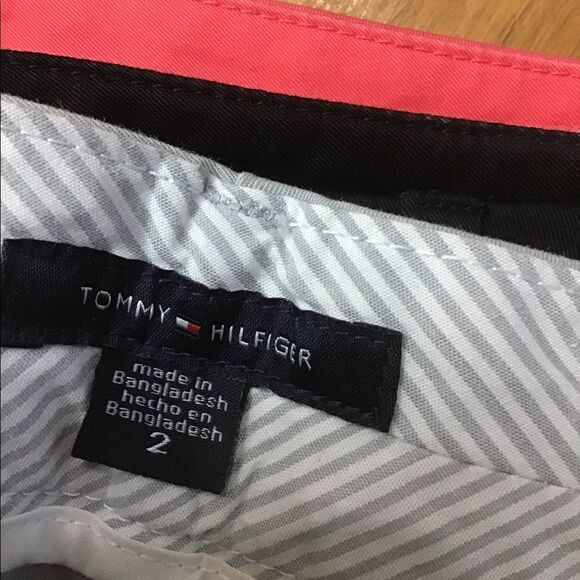 TOMMY HILFIGER
made in
Bangladesh
hecho en
Bangladesh
2